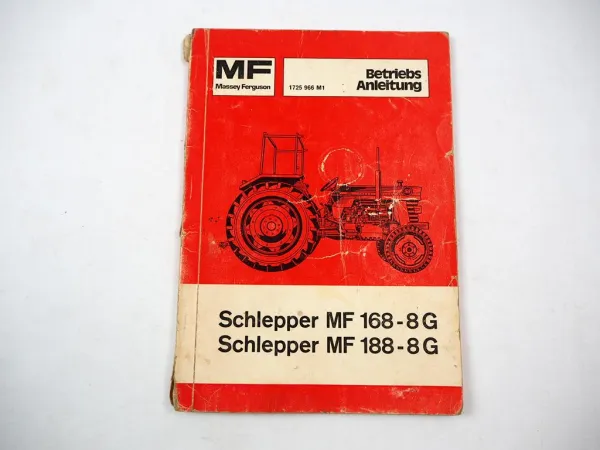 MF
Massey Ferguson
1725 966 M1
Betriebs
Anleitung
Schlepper MF 168-8G
Schlepper MF 188-8G